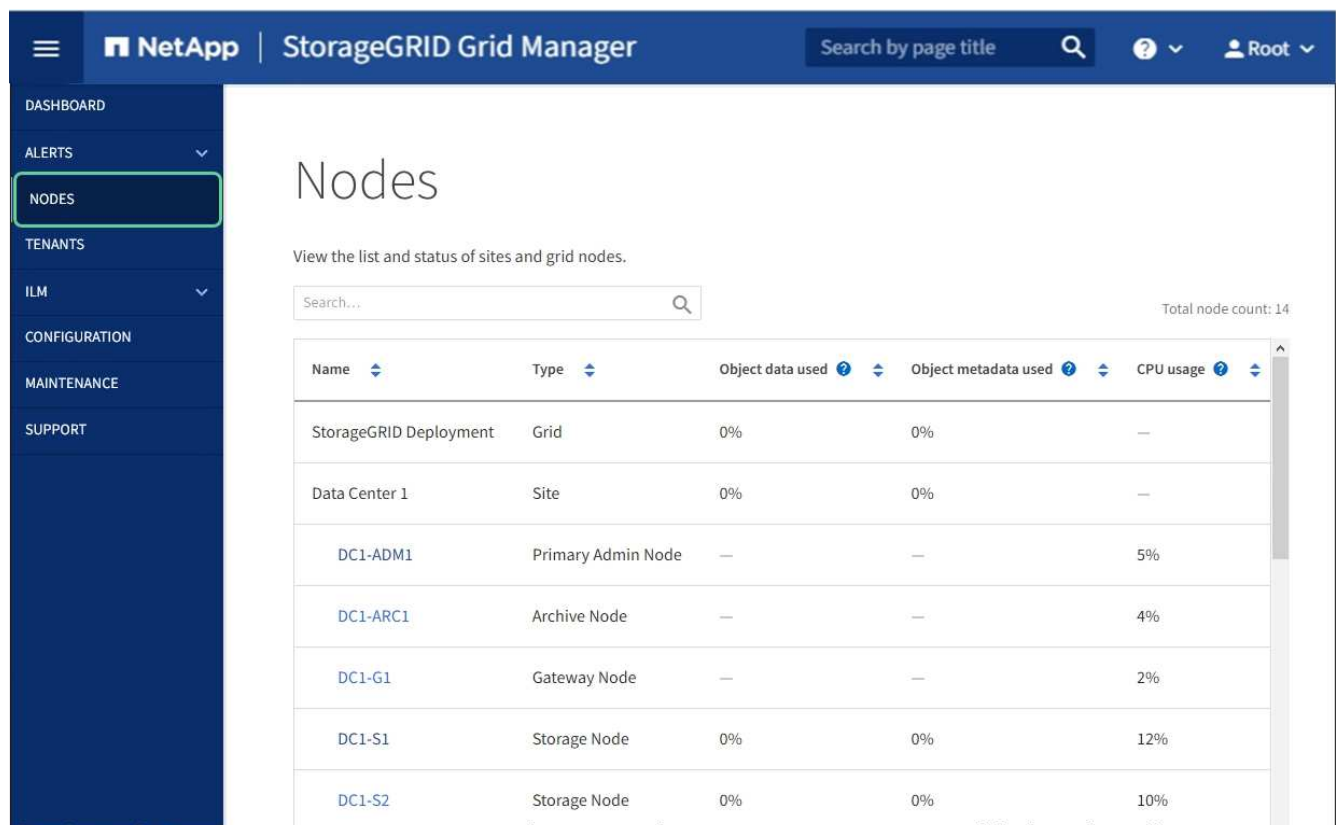 NetApp | StorageGRID Grid Manager Search by page title ? Root
DASHBOARD
ALERTS
NODES
TENANTS
ILM
CONFIGURATION
MAINTENANCE
SUPPORT
Nodes
View the list and status of sites and grid nodes.
Search...
Total node count: 14
Name Type Object data used ? Object metadata used ? CPU usage ?
StorageGRID Deployment Grid 0% 0% —
Data Center 1 Site 0% 0% —
DC1-ADM1 Primary Admin Node — — 5%
DC1-ARC1 Archive Node — — 4%
DC1-G1 Gateway Node — — 2%
DC1-S1 Storage Node 0% 0% 12%
DC1-S2 Storage Node 0% 0% 10%